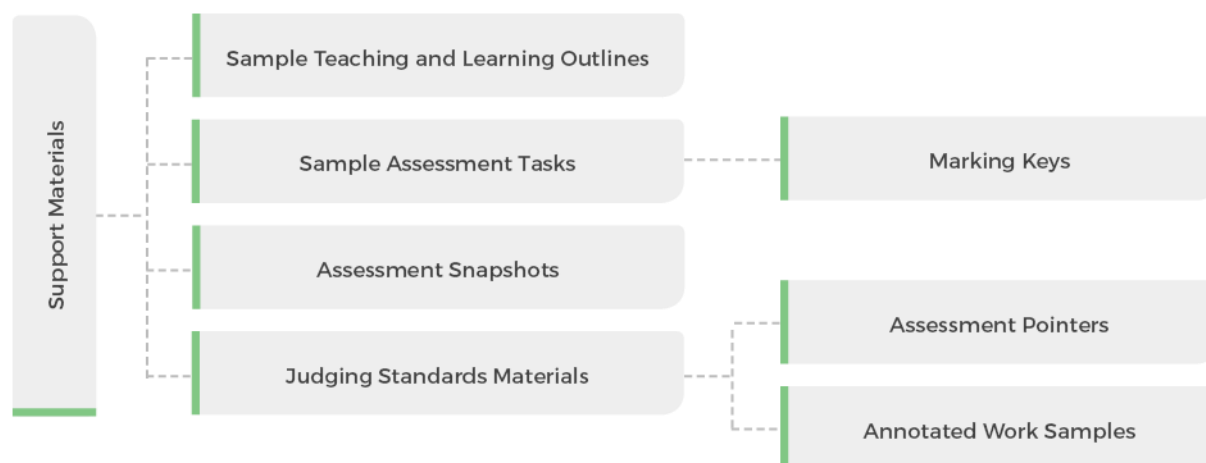 Support Materials
Sample Teaching and Learning Outlines
Sample Assessment Tasks
Marking Keys
Assessment Snapshots
Judging Standards Materials
Assessment Pointers
Annotated Work Samples